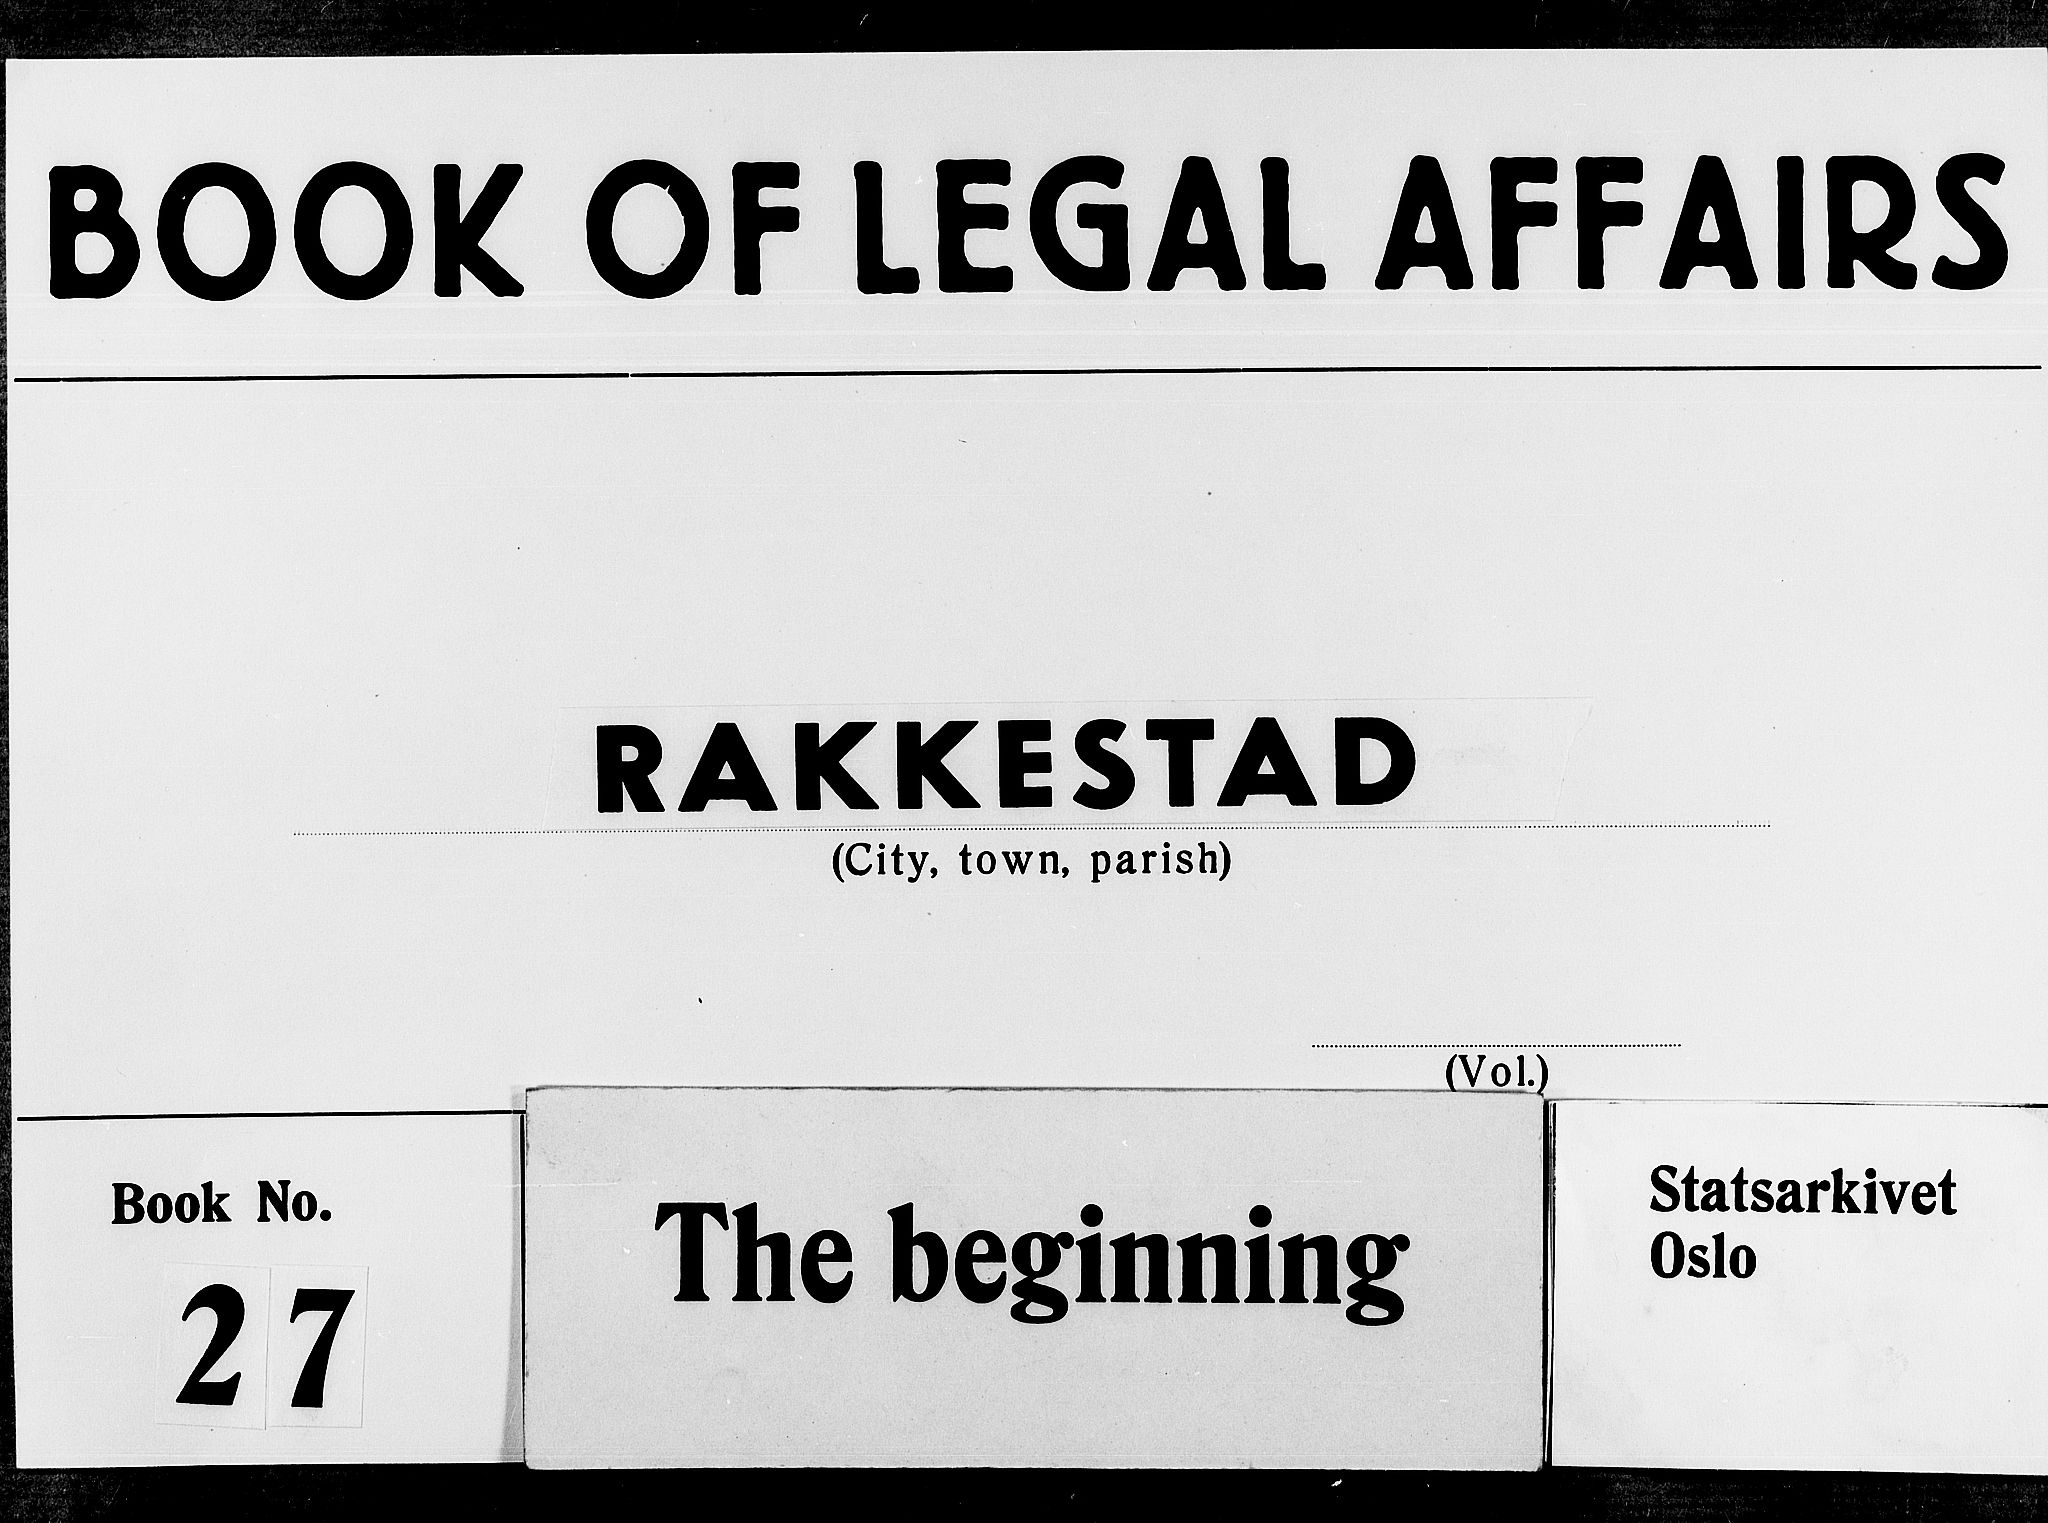 BOOK OF LEGAL AFFAIRS
RAKKESTAD
(City, town, parish)
(Vol.)
Book No.
27
The beginning
Statsarkivet
Oslo